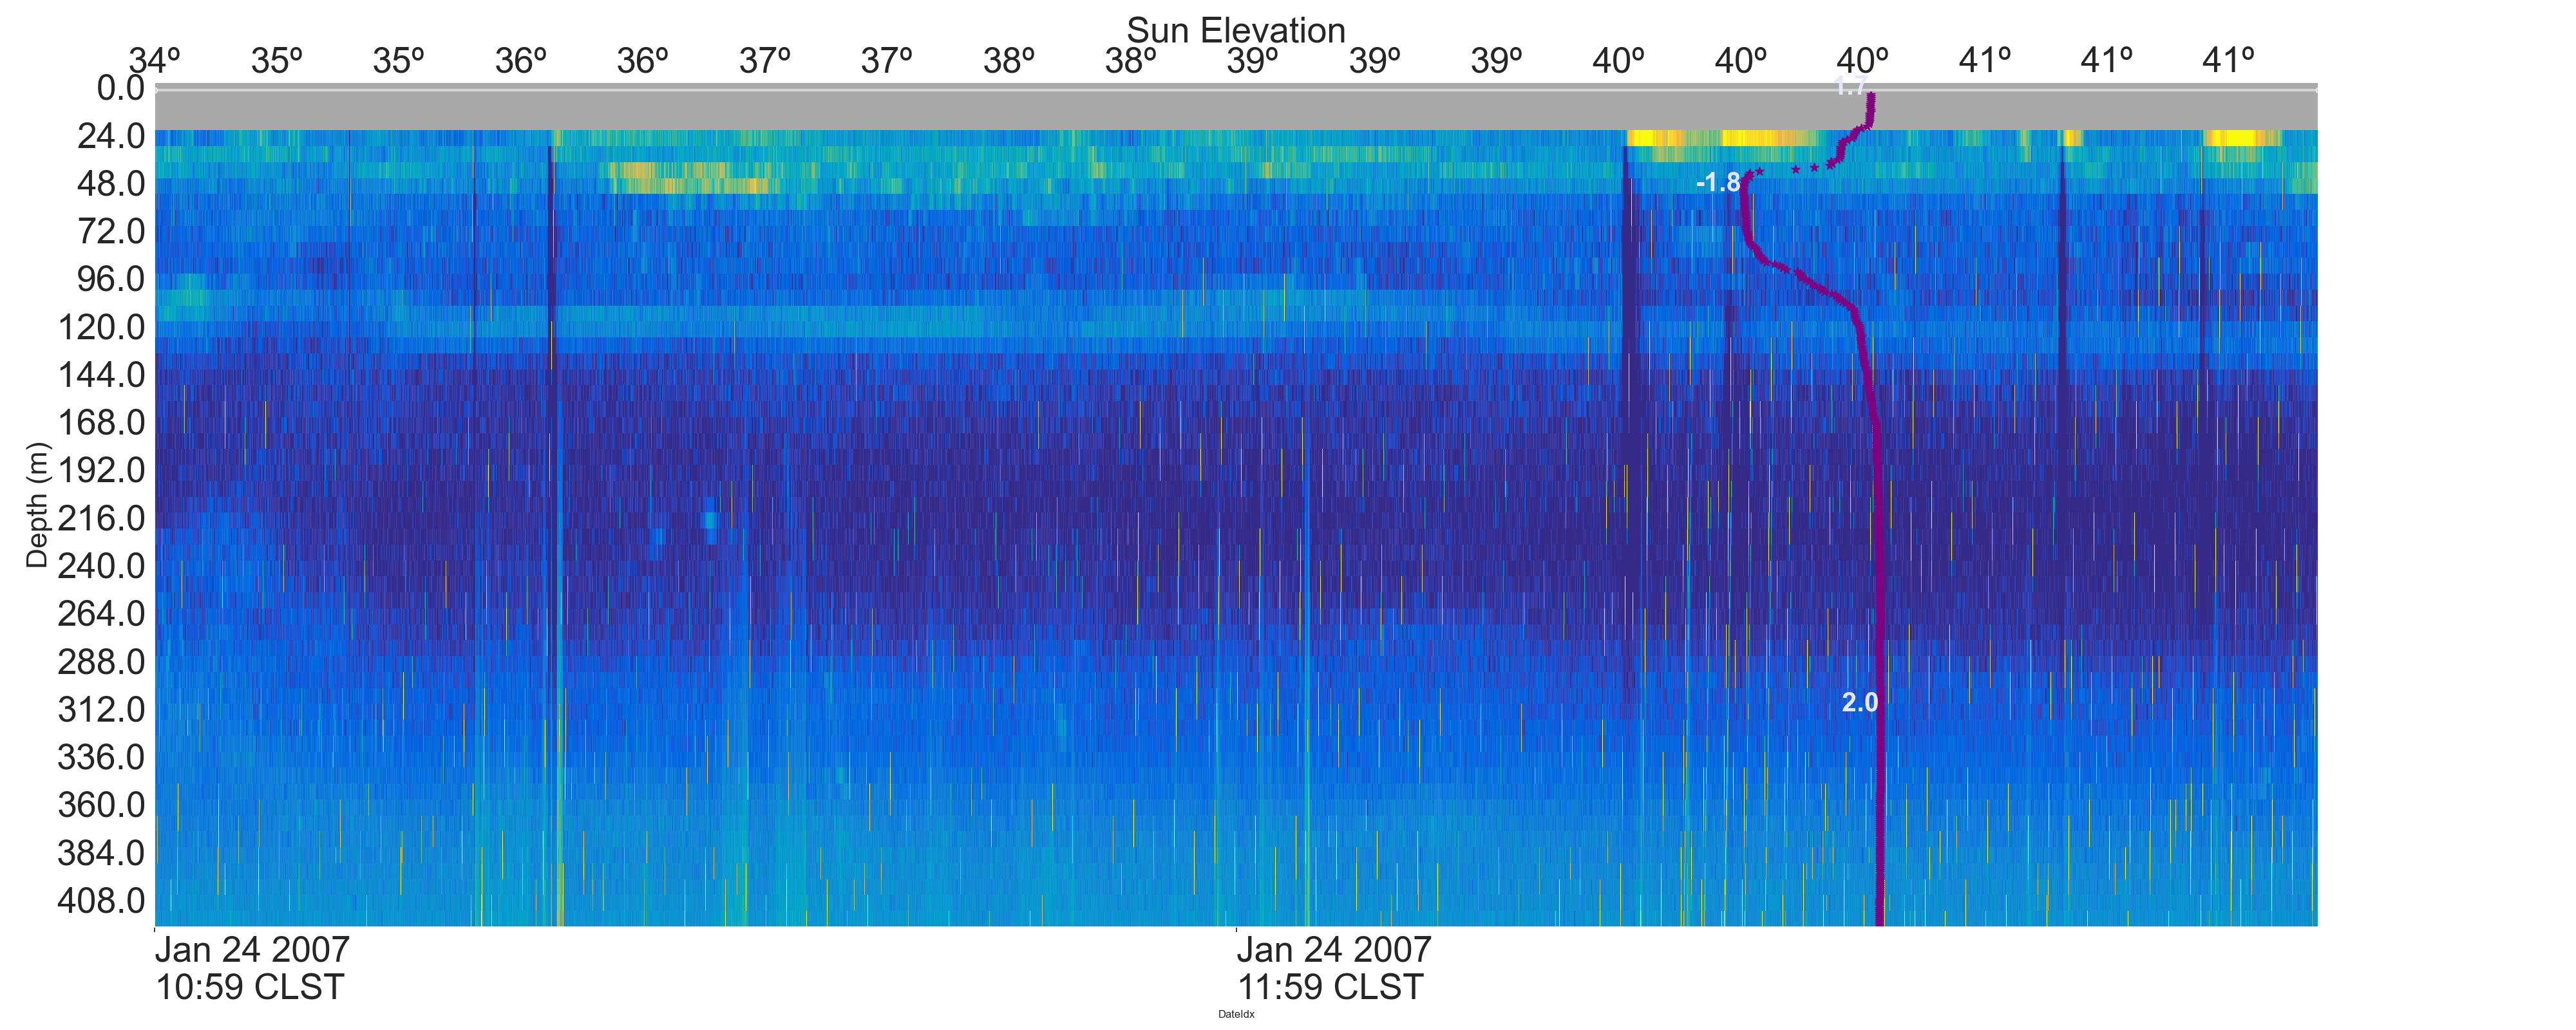 Sun Elevation
34º 35º 35º 36º 36º 37º 37º 38º 38º 39º 39º 39º 40º 40º 40º 41º 41º 41º
0.0
1.7
24.0
48.0
-1.8
72.0
96.0
120.0
144.0
168.0
192.0
216.0
240.0
264.0
288.0
312.0
2.0
336.0
360.0
384.0
408.0
Depth (m)
Jan 24 2007
10:59 CLST
Jan 24 2007
11:59 CLST
DateIdx